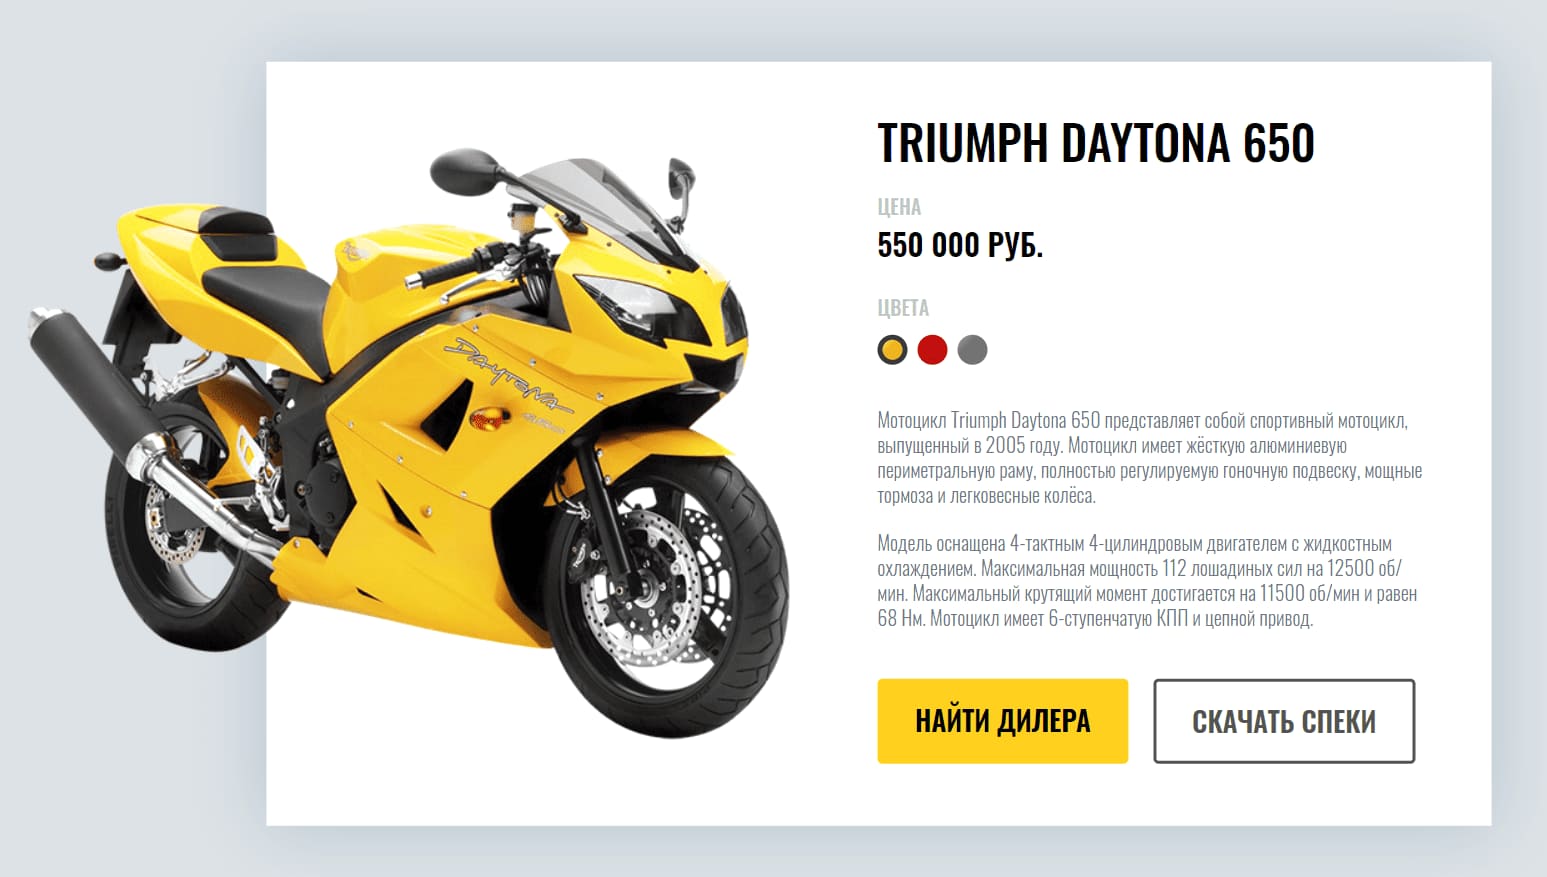 TRIUMPH DAYTONA 650
ЦЕНА
550 000 РУБ.
ЦВЕТА
DAYTONA
Мотоцикл Triumph Daytona 650 представляет собой спортивный мотоцикл,
выпущенный в 2005 году. Мотоцикл имеет жёсткую алюминиевую
периметральную раму, полностью регулируемую гоночную подвеску, мощные
тормоза и легковесные колёса.
Модель оснащена 4-тактным 4-цилиндровым двигателем с жидкостным
охлаждением. Максимальная мощность 112 лошадиных сил на 12500 об/
мин. Максимальный крутящий момент достигается на 11500 об/мин и равен
68 Нм. Мотоцикл имеет 6-ступенчатую КПП и цепной привод.
НАЙТИ ДИЛЕРА
СКАЧАТЬ СПЕКИ